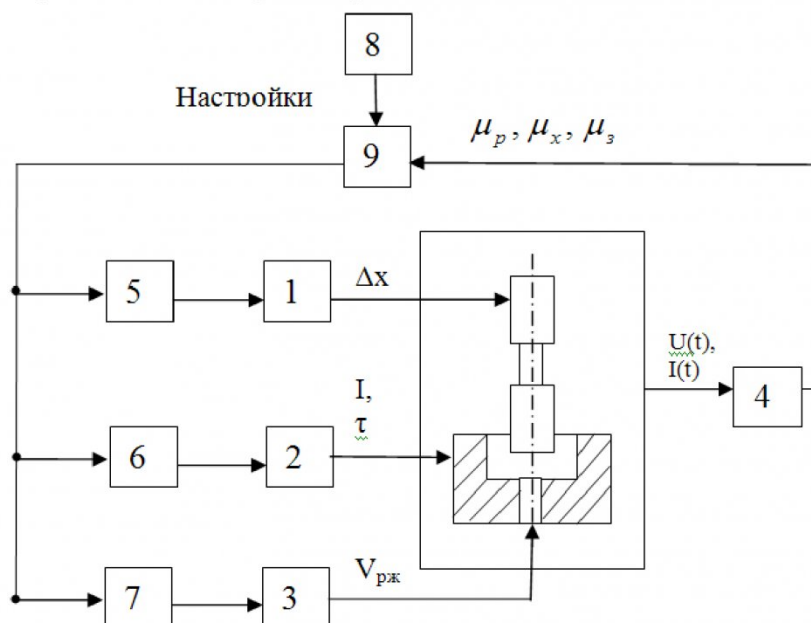 8
Настройки
9
μр, μх, μз
5
1
Δx
U(t),
I(t)
4
I,
τ
6
2
Vрж
7
3